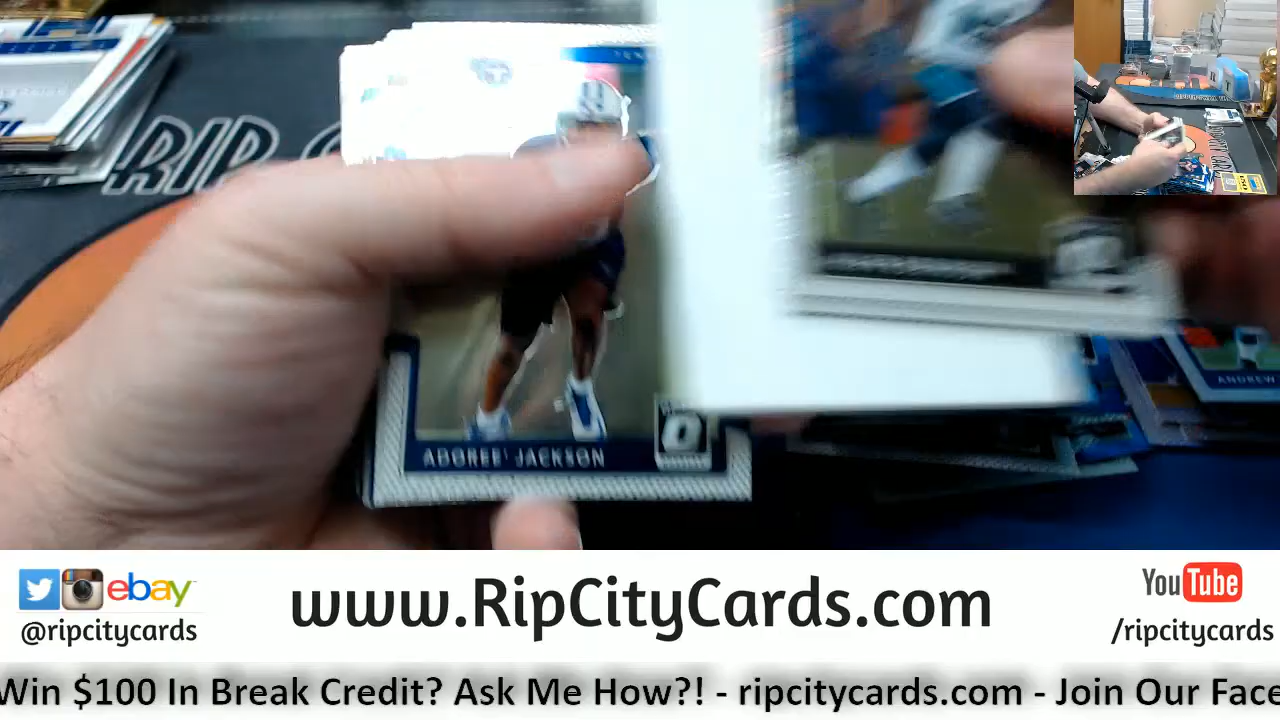 RIP C
ANDREW
ADOREE' JACKSON
ebay
@ripcitycards
www.RipCityCards.com
YouTube
/ripcitycards
Win $100 In Break Credit? Ask Me How?! - ripcitycards.com - Join Our Face